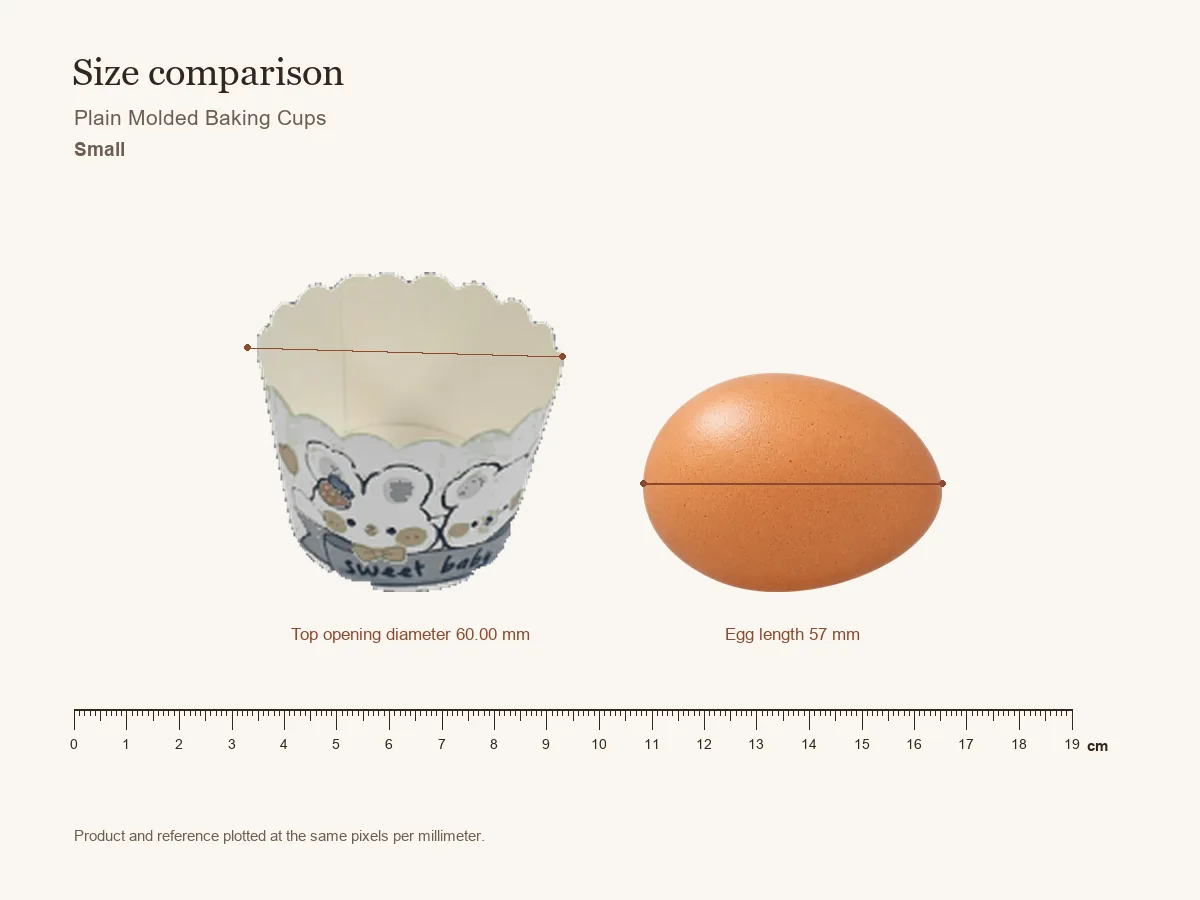 Size comparison
Plain Molded Baking Cups
Small
sweet baby
Top opening diameter 60.00 mm
Egg length 57 mm
0 1 2 3 4 5 6 7 8 9 10 11 12 13 14 15 16 17 18 19 cm
Product and reference plotted at the same pixels per millimeter.